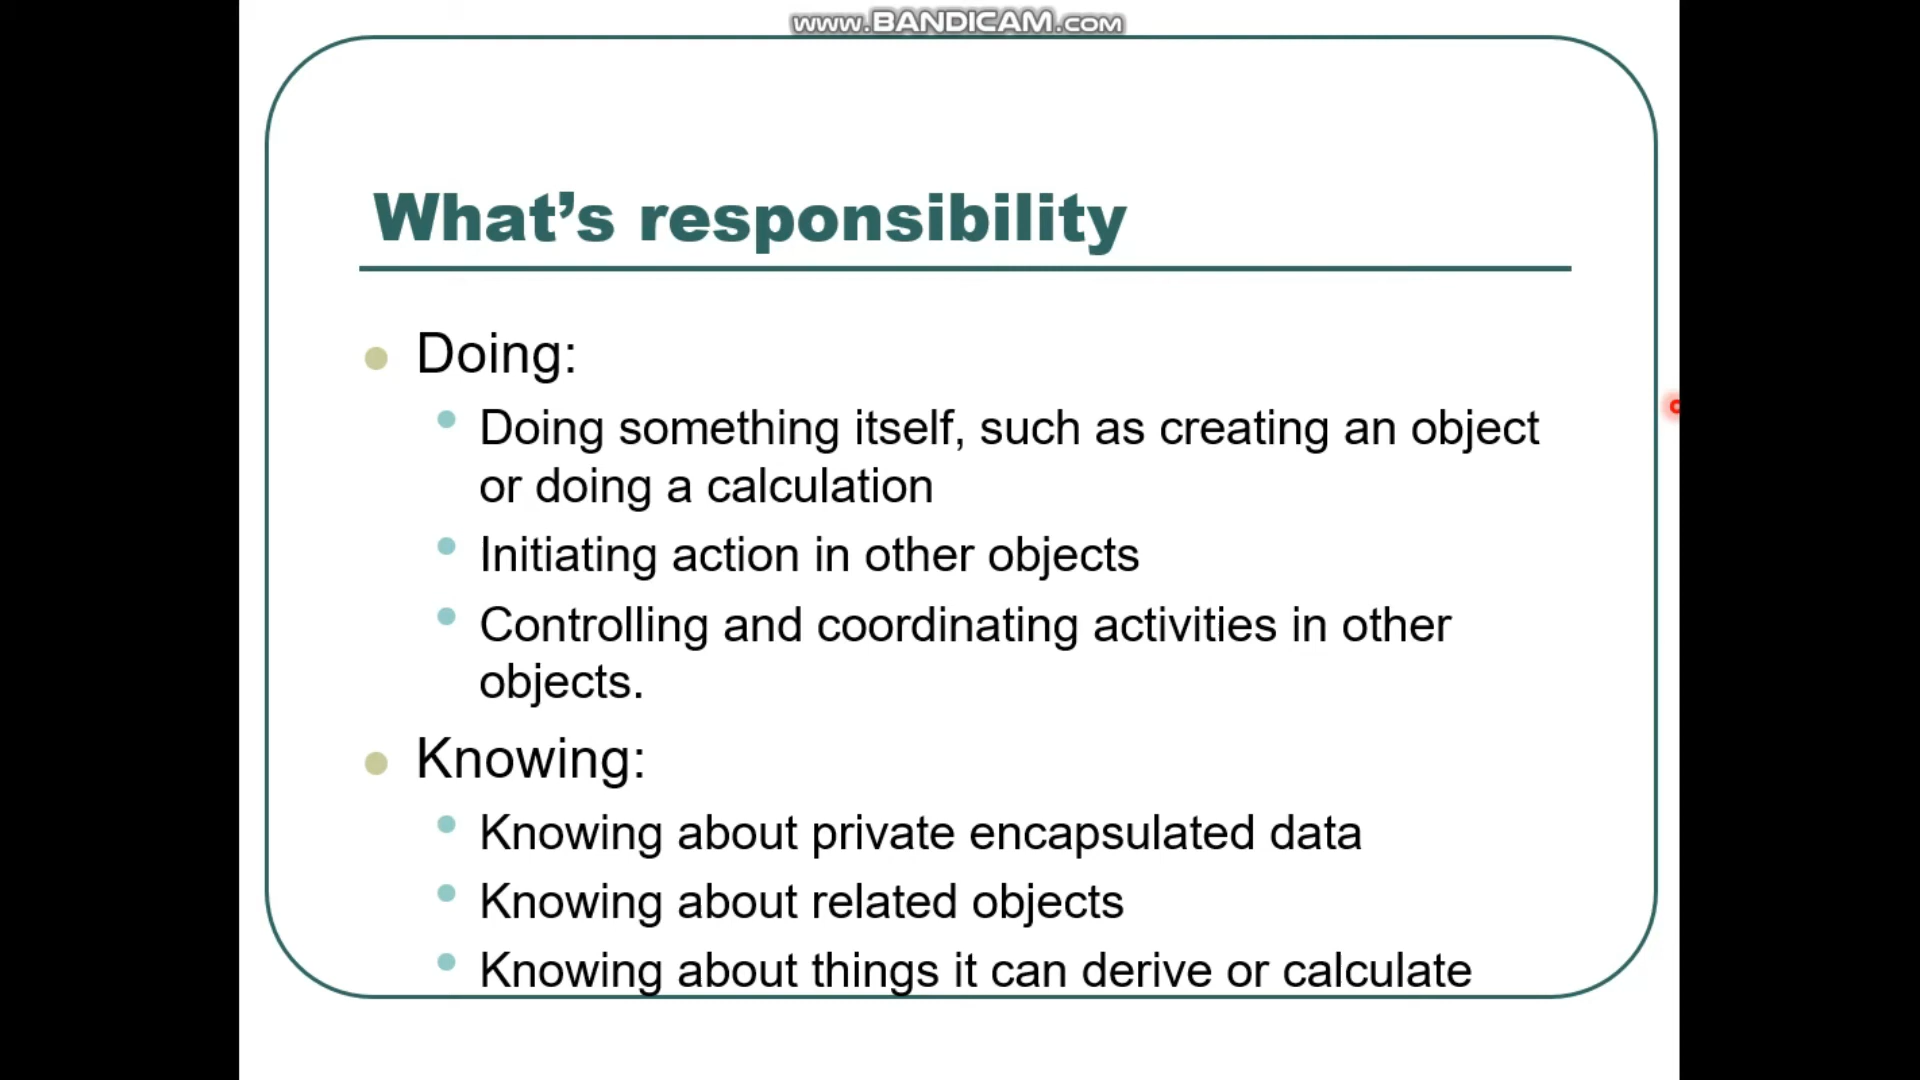 www.BANDICAM.com
What’s responsibility
Doing:
Doing something itself, such as creating an object
or doing a calculation
Initiating action in other objects
Controlling and coordinating activities in other
objects.
Knowing:
Knowing about private encapsulated data
Knowing about related objects
Knowing about things it can derive or calculate